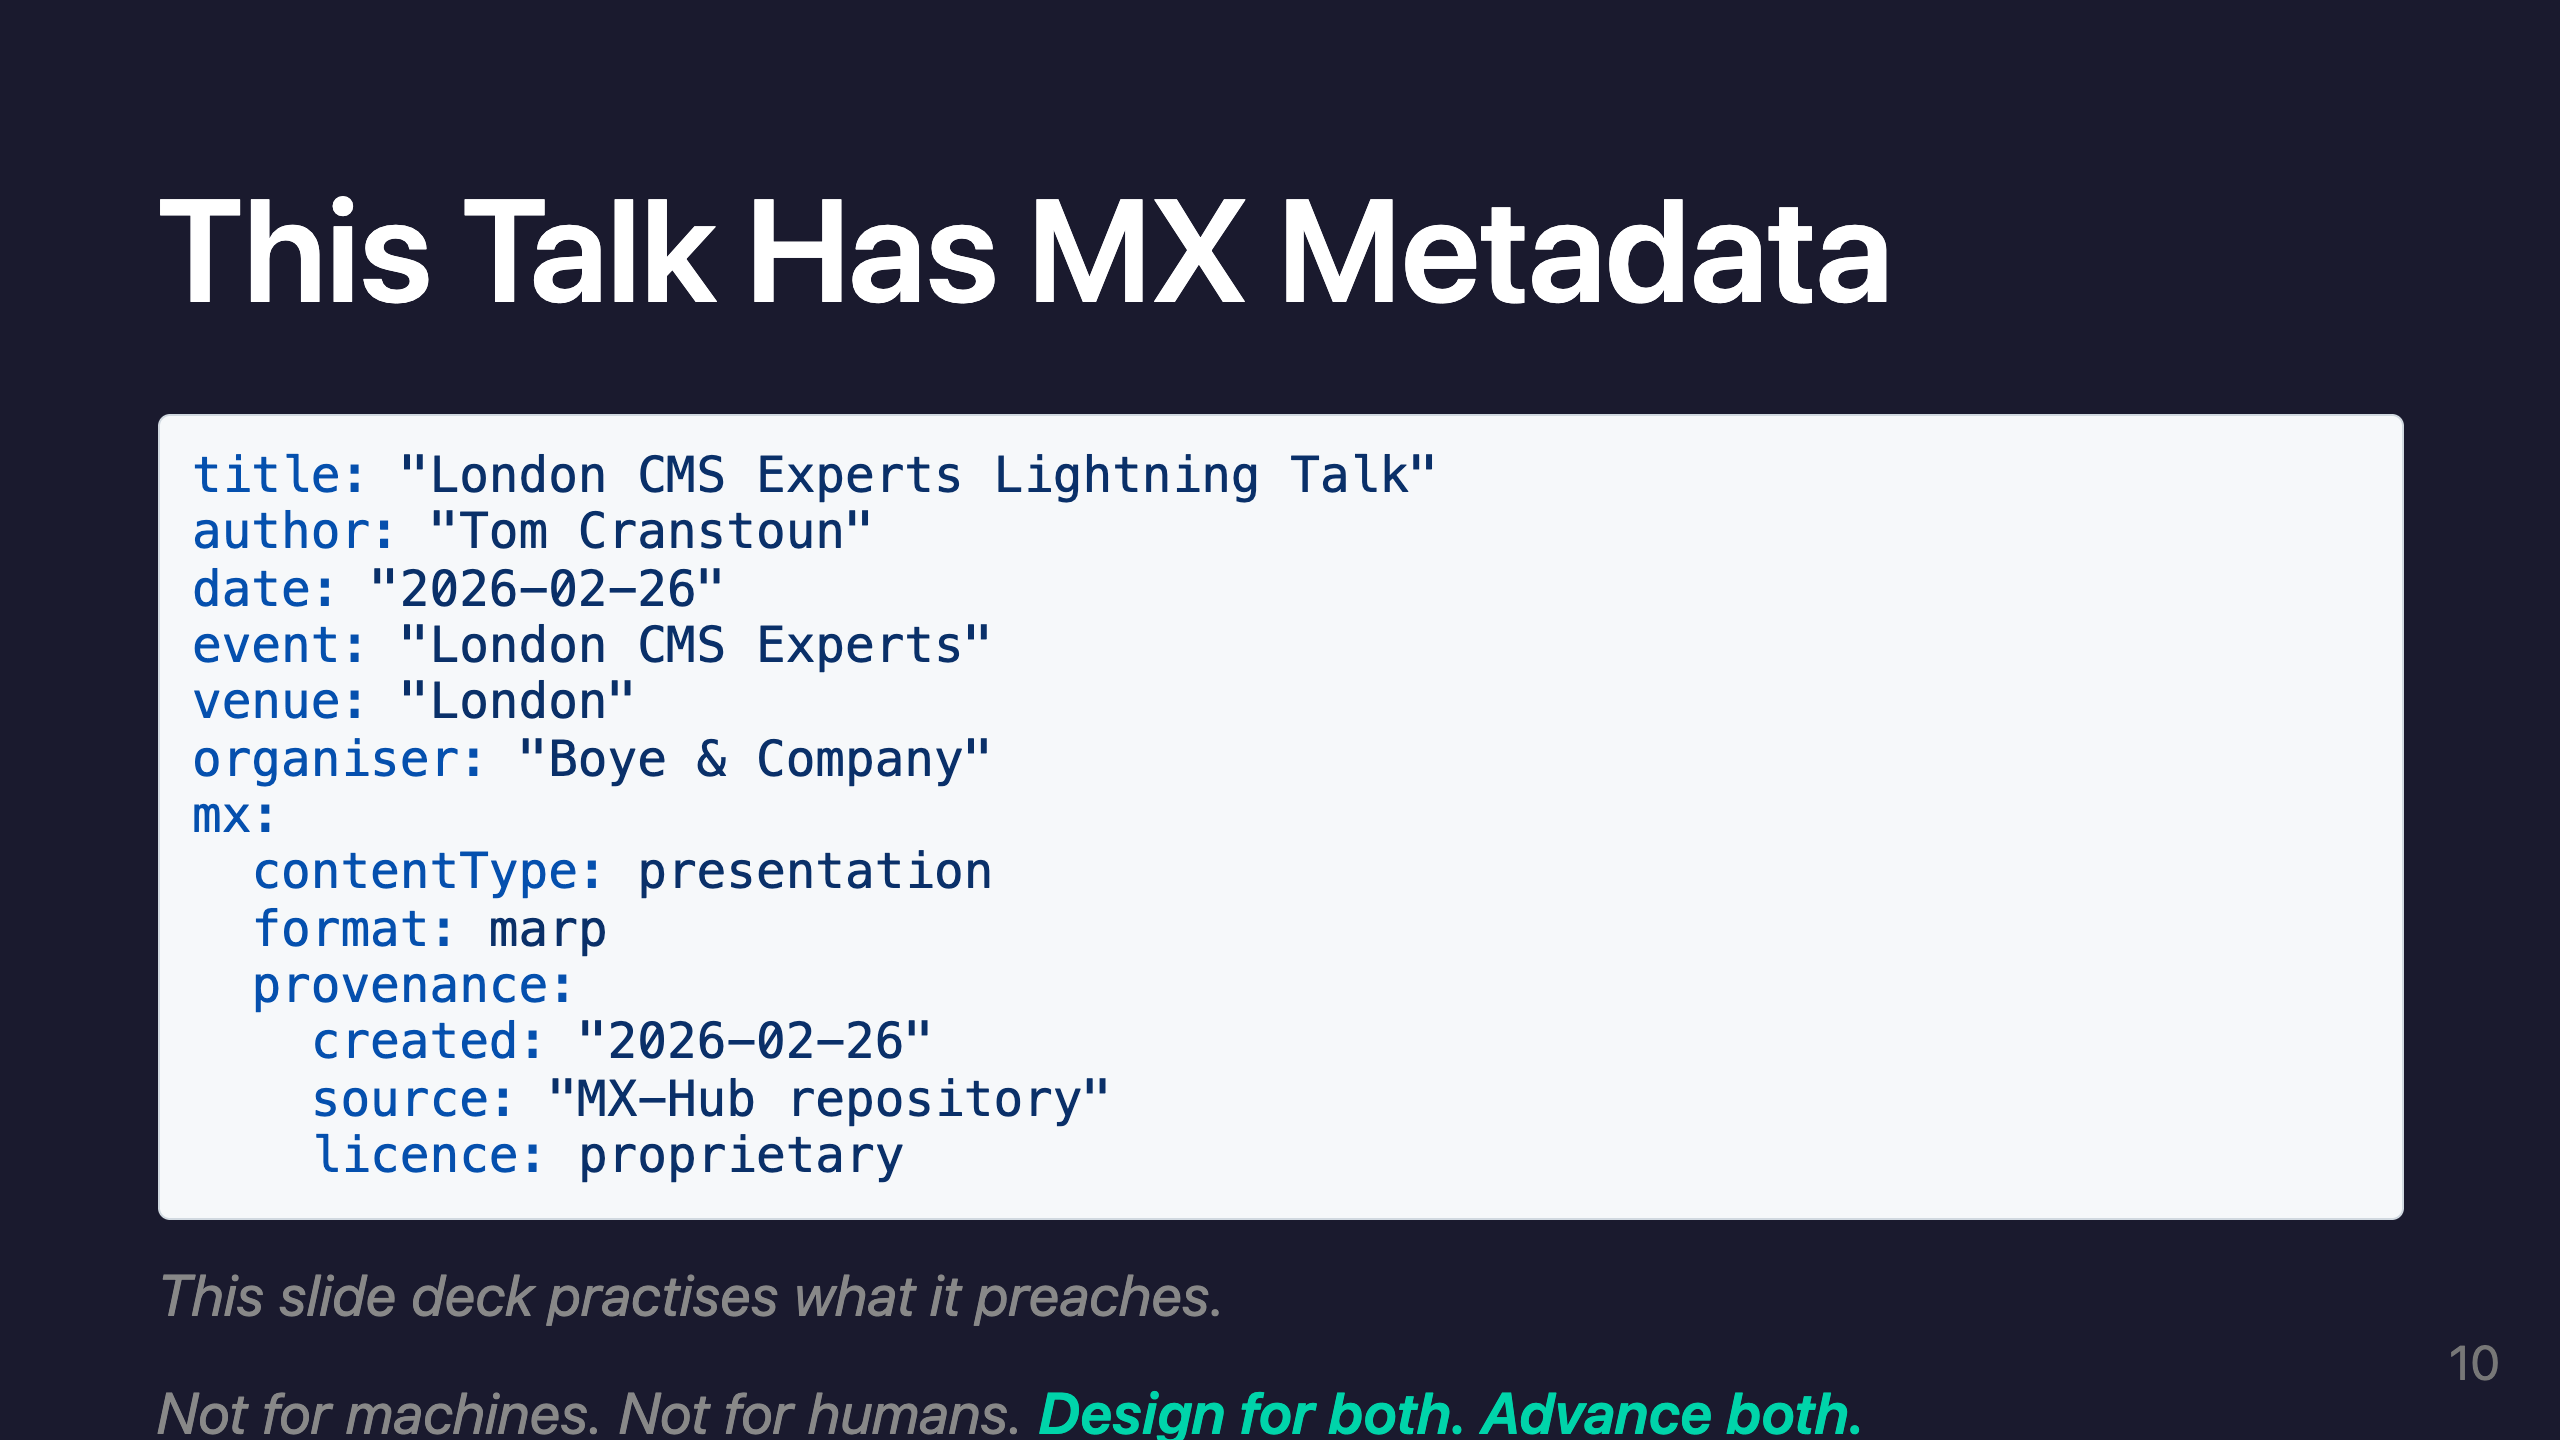 This Talk Has MX Metadata
title: "London CMS Experts Lightning Talk"
author: "Tom Cranstoun"
date: "2026-02-26"
event: "London CMS Experts"
venue: "London"
organiser: "Boye & Company"
mx:
  contentType: presentation
  format: marp
  provenance:
    created: "2026-02-26"
    source: "MX-Hub repository"
    licence: proprietary
This slide deck practises what it preaches.
10
Not for machines. Not for humans. Design for both. Advance both.